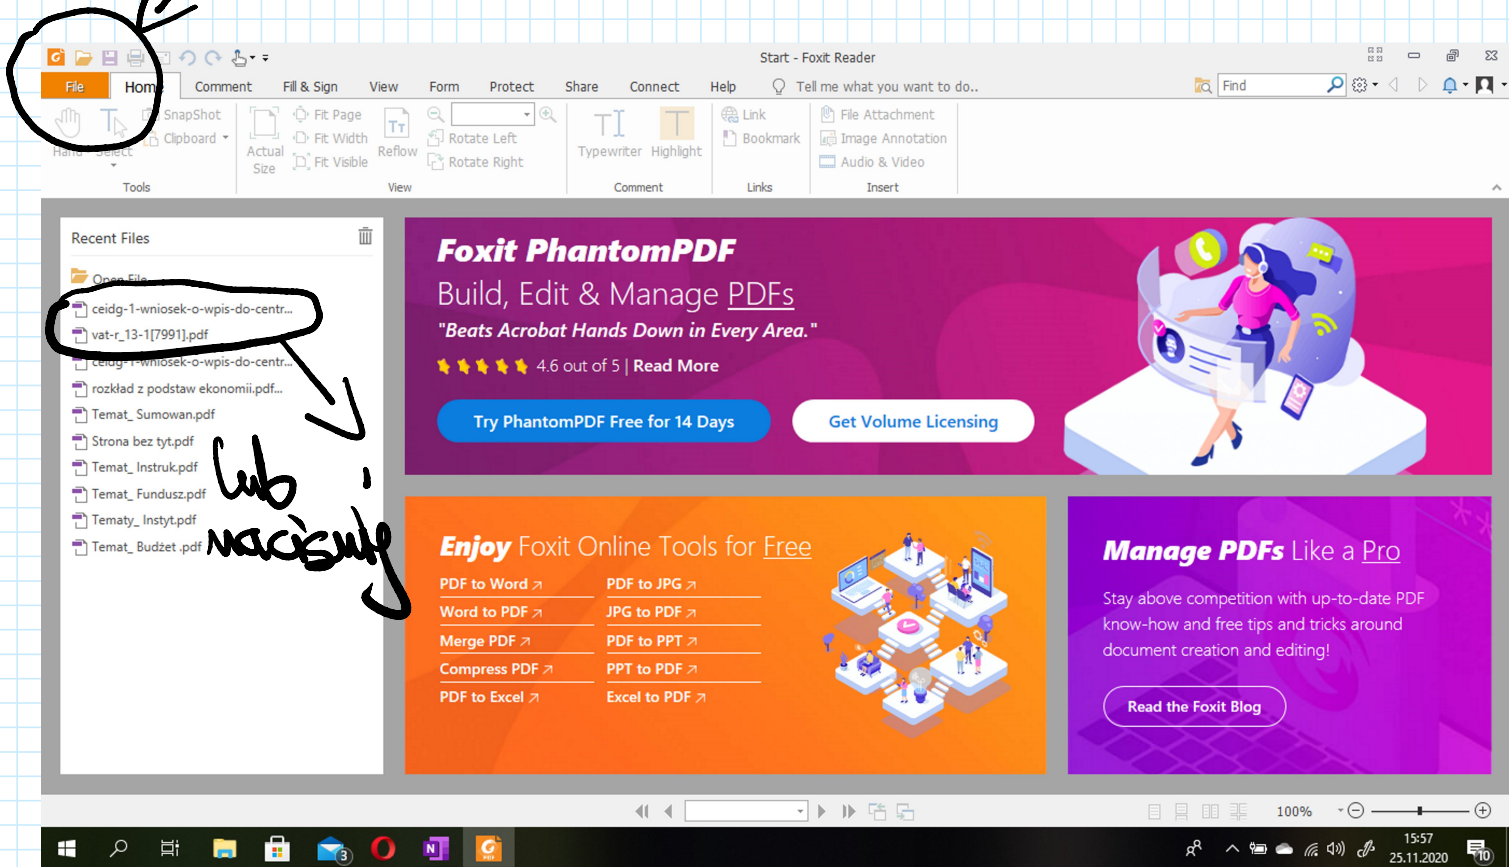 Start - Foxit Reader
File Home Comment Fill & Sign View Form Protect Share Connect Help Tell me what you want to do.. Find
SnapShot
Clipboard
Hand Select
Tools
Actual Size
Fit Page
Fit Width
Fit Visible
Reflow
Rotate Left
Rotate Right
View
Typewriter Highlight
Comment
Link
Bookmark
Links
File Attachment
Image Annotation
Audio & Video
Insert
Recent Files
Open File
ceidg-1-wniosek-o-wpis-do-centr...
vat-r_13-1[7991].pdf
ceidg-1-wniosek-o-wpis-do-centr...
rozkład z podstaw ekonomii.pdf...
Temat_ Sumowan.pdf
Strona bez tyt.pdf
Temat_ Instruk.pdf
Temat_ Fundusz.pdf
Tematy_ Instyt.pdf
Temat_ Budżet .pdf
lub
Foxit PhantomPDF
Build, Edit & Manage PDFs
"Beats Acrobat Hands Down in Every Area."
4.6 out of 5 | Read More
Try PhantomPDF Free for 14 Days
Get Volume Licensing
Enjoy Foxit Online Tools for Free
PDF to Word PDF to JPG
Word to PDF JPG to PDF
Merge PDF PDF to PPT
Compress PDF PPT to PDF
PDF to Excel Excel to PDF
Manage PDFs Like a Pro
Stay above competition with up-to-date PDF
know-how and free tips and tricks around
document creation and editing!
Read the Foxit Blog
100%
3
N
PDF
15:57
25.11.2020
10